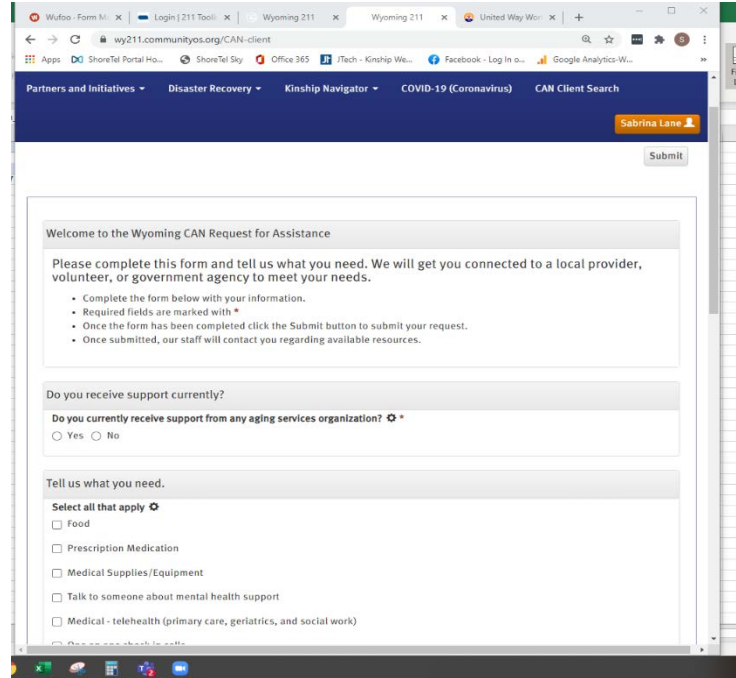 Wufoo · Form M
Login | 211 Tool
Wyoming 211
Wyoming 211
United Way Wor
wy211.communityos.org/CAN-client
S
Apps
ShoreTel Portal Ho...
ShoreTel Sky
Office 365
JTech - Kinship We...
Facebook - Log In o...
Google Analytics-W...
Partners and Initiatives
Disaster Recovery
Kinship Navigator
COVID-19 (Coronavirus)
CAN Client Search
Sabrina Lane
Submit
Welcome to the Wyoming CAN Request for Assistance
Please complete this form and tell us what you need. We will get you connected to a local provider,
volunteer, or government agency to meet your needs.
• Complete the form below with your information.
• Required fields are marked with *
• Once the form has been completed click the Submit button to submit your request.
• Once submitted, our staff will contact you regarding available resources.
Do you receive support currently?
Do you currently receive support from any aging services organization? *
Yes No
Tell us what you need.
Select all that apply
Food
Prescription Medication
Medical Supplies/Equipment
Talk to someone about mental health support
Medical - telehealth (primary care, geriatrics, and social work)